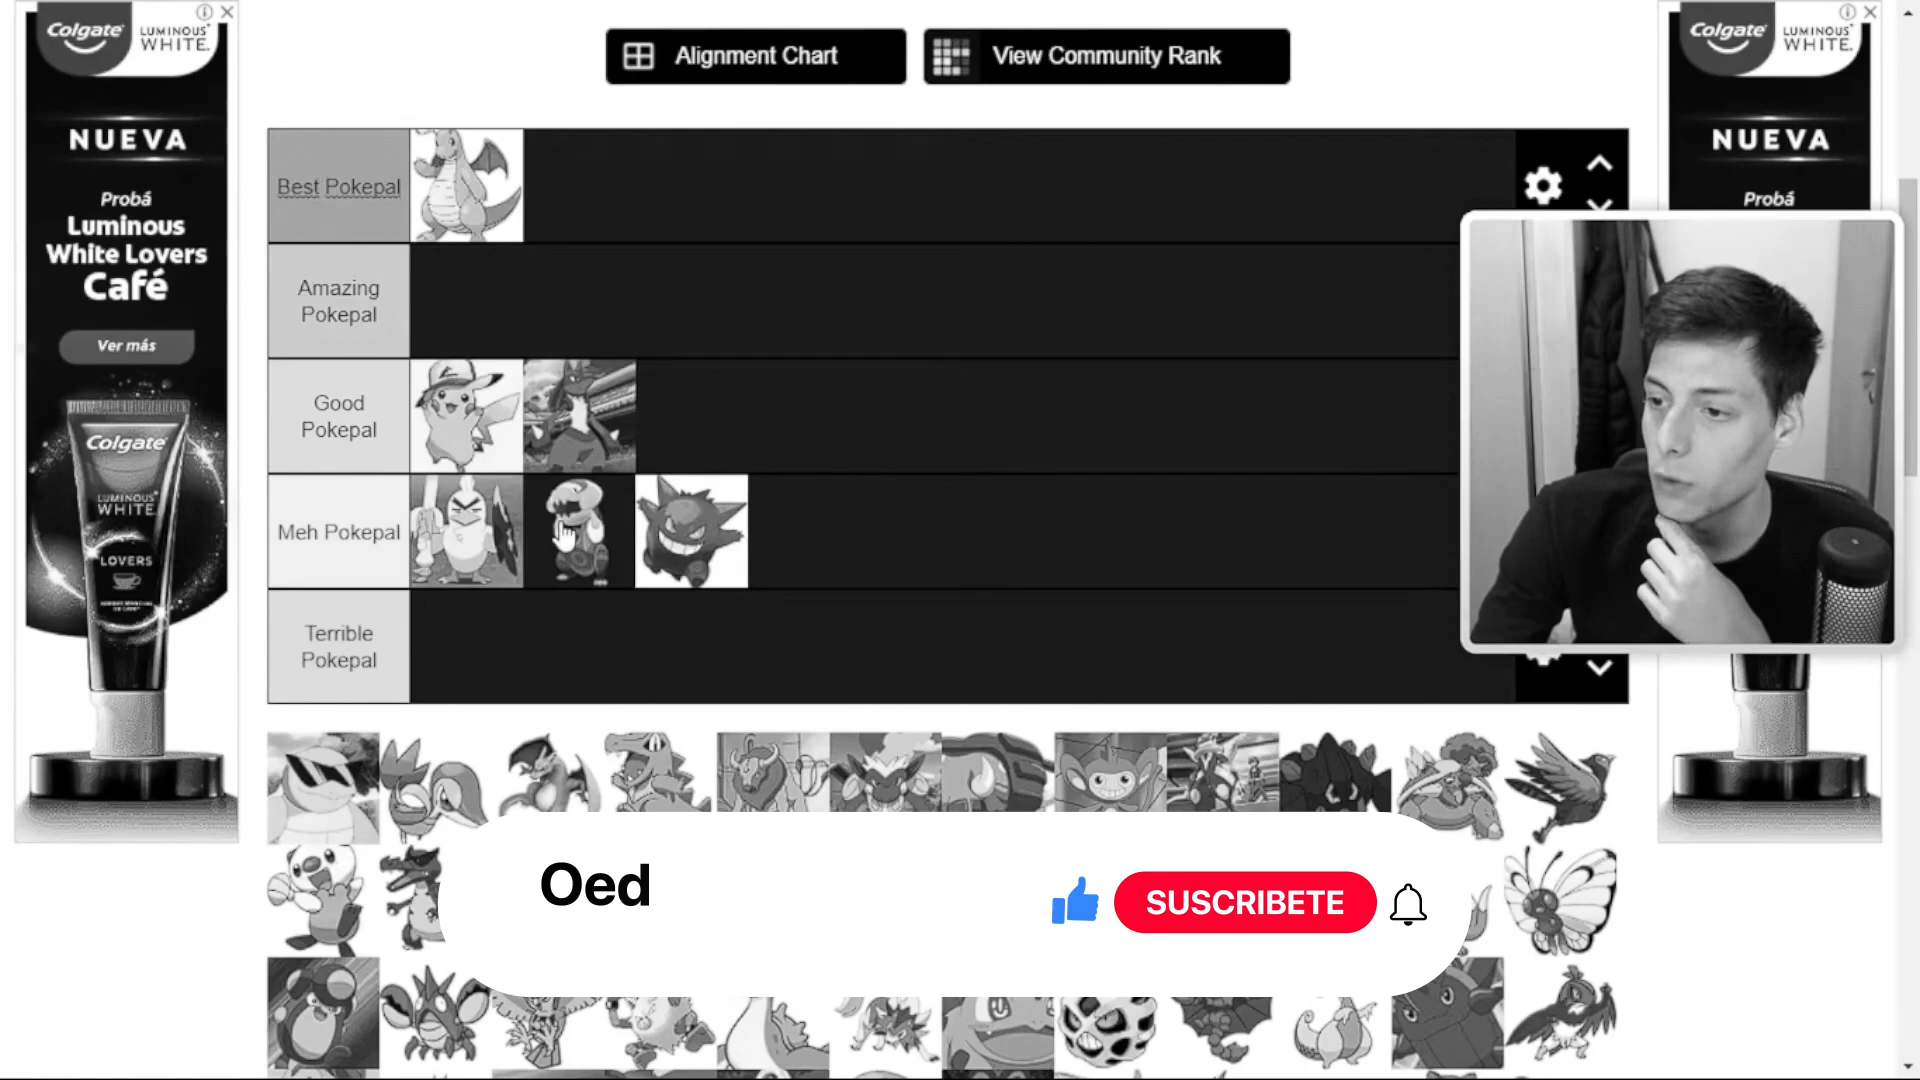 Colgate
LUMINOUS
WHITE.
NUEVA
Probá
Luminous
White Lovers
Café
Ver más
Colgate
LUMINOUS
WHITE
LOVERS
Alignment Chart
View Community Rank
Best Pokepal
Amazing
Pokepal
Good
Pokepal
Meh Pokepal
Terrible
Pokepal
Colgate
LUMINOUS
WHITE.
NUEVA
Probá
Oed
SUSCRIBETE